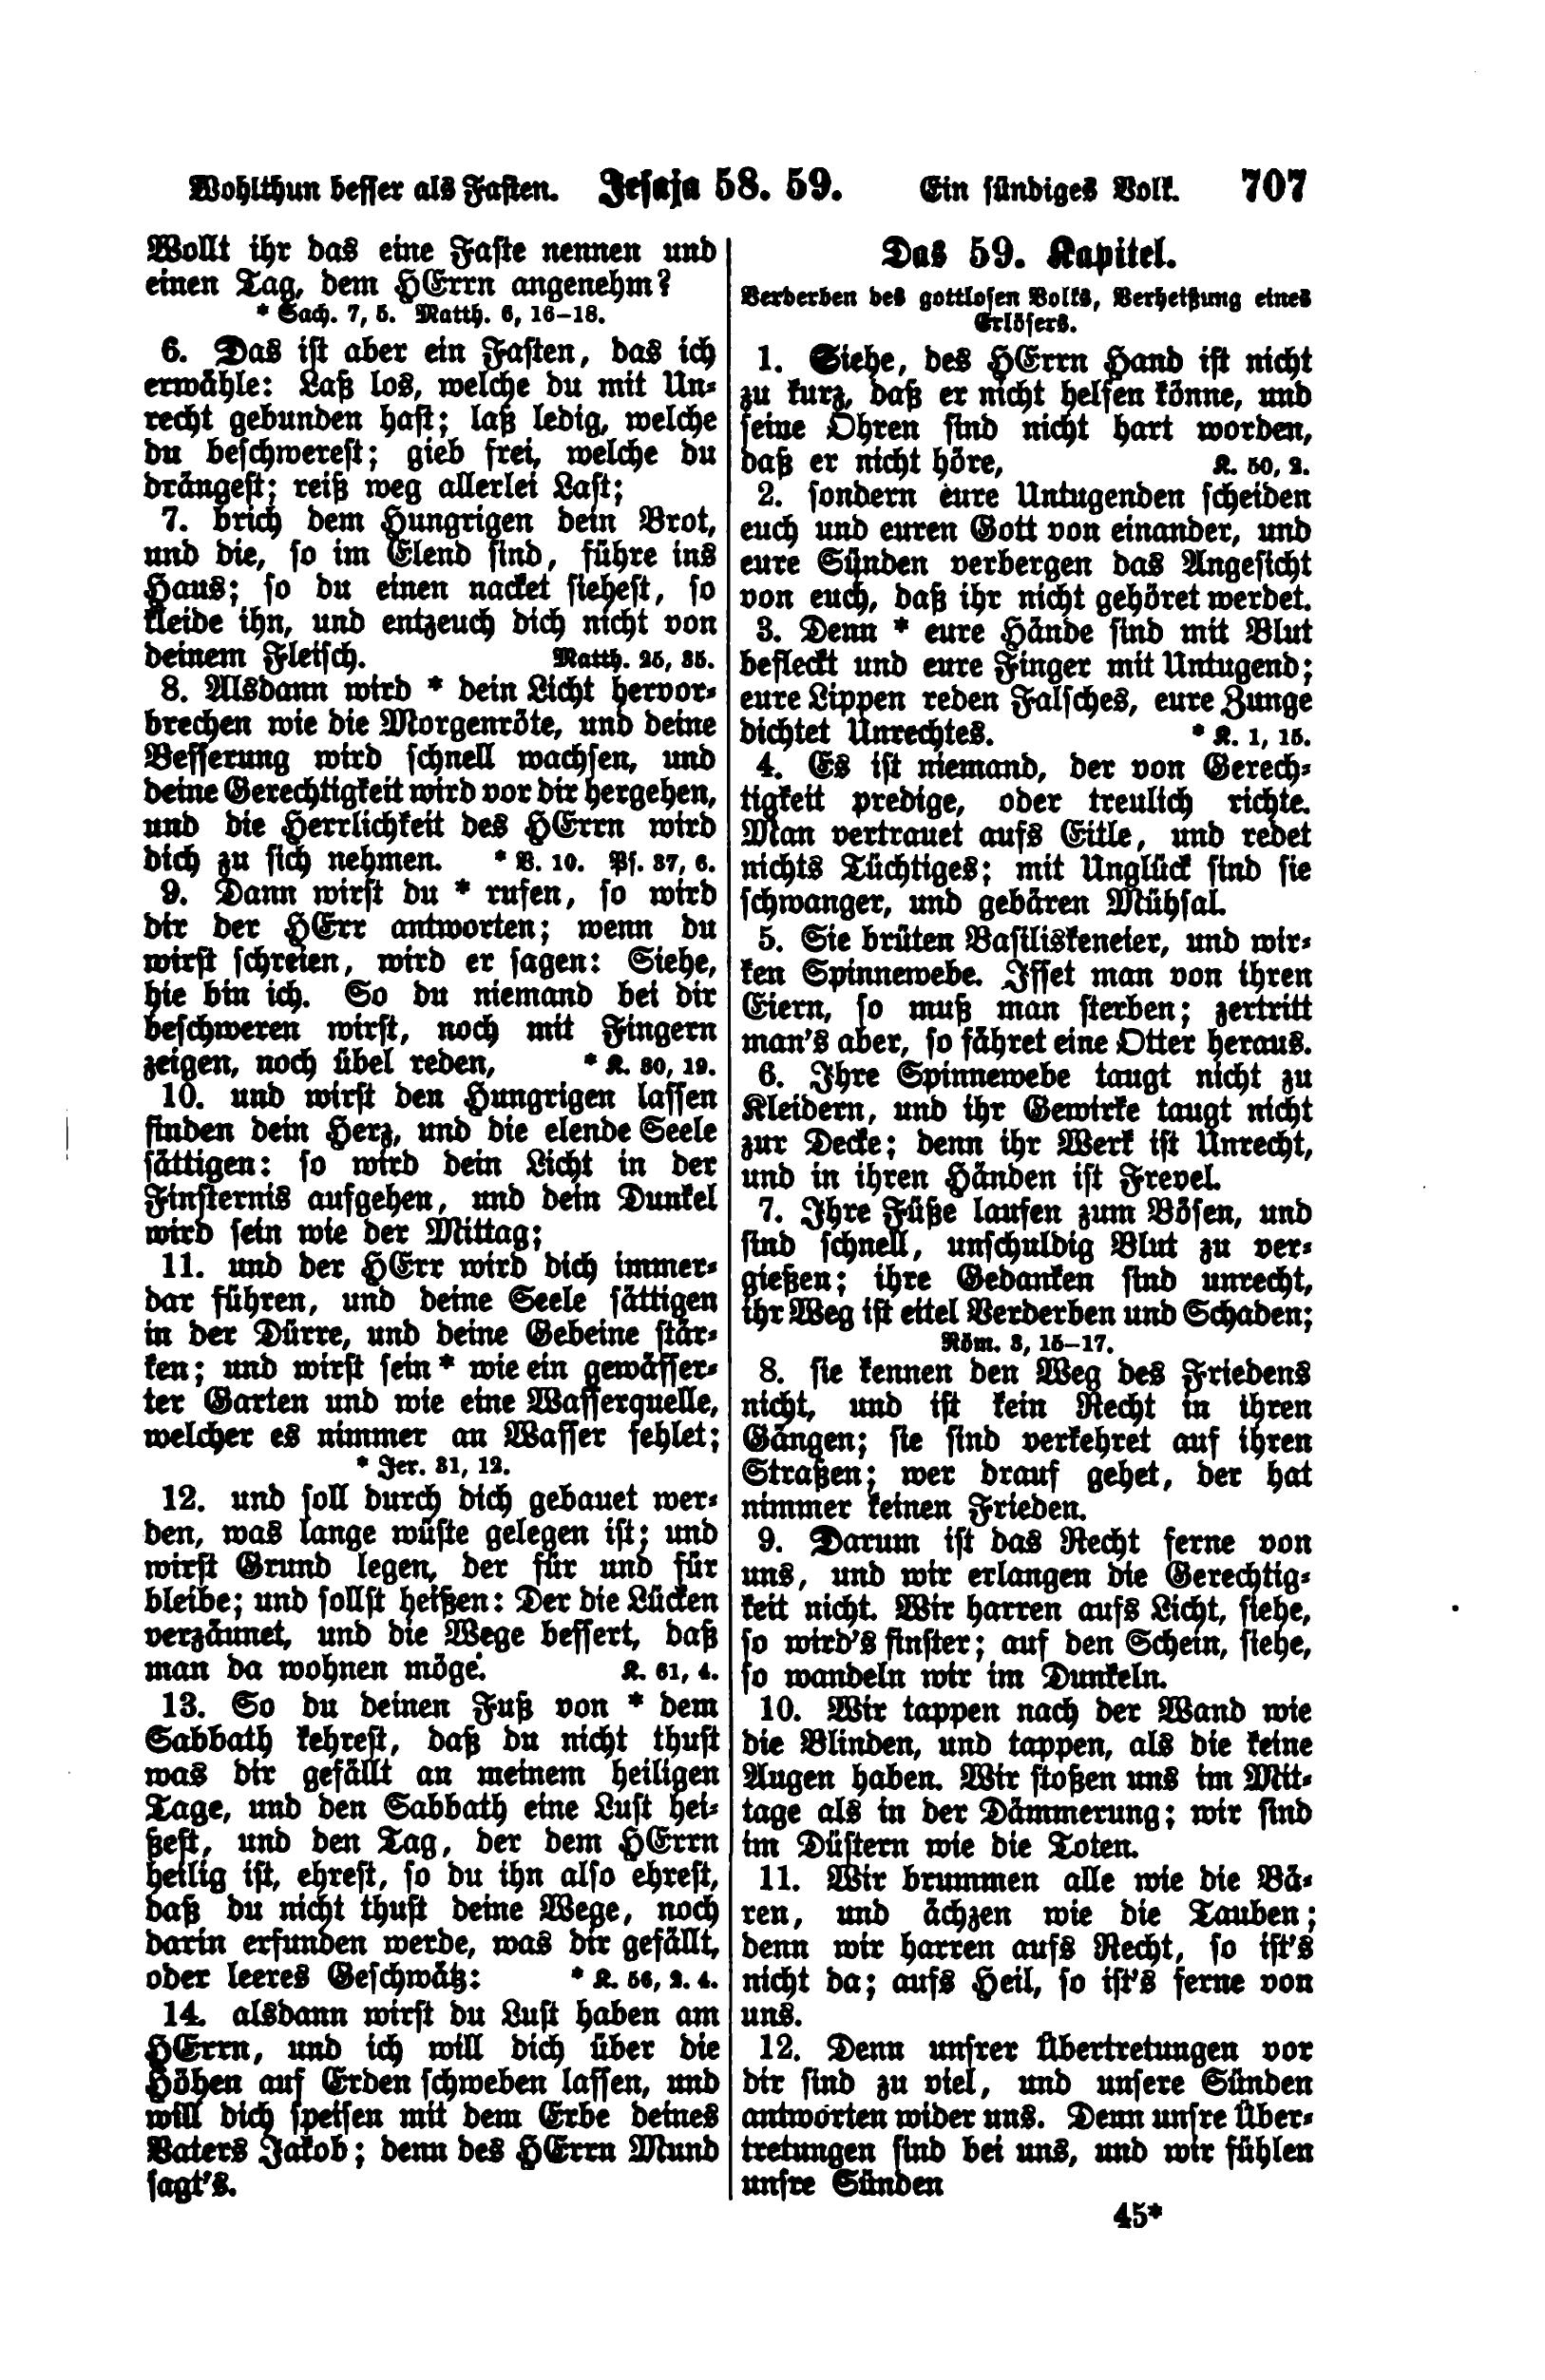 Wohlthun besser als Fasten. Jesaja 58. 59. Ein sündiges Volk. 707
Wollt ihr das eine Faste nennen und
einen Tag, dem HErrn angenehm?
* Sach. 7, 5. Matth. 6, 16–18.
6. Das ist aber ein Fasten, das ich
erwähle: Laß los, welche du mit Un-
recht gebunden hast; laß ledig, welche
du beschwerest; gieb frei, welche du
drängest; reiß weg allerlei Last;
7. brich dem Hungrigen dein Brot,
und die, so im Elend sind, führe ins
Haus; so du einen nacket siehest, so
kleide ihn, und entzeuch dich nicht von
deinem Fleisch. Matth. 25, 35.
8. Alsdann wird * dein Licht hervor-
brechen wie die Morgenröte, und deine
Besserung wird schnell wachsen, und
deine Gerechtigkeit wird vor dir hergehen,
und die Herrlichkeit des HErrn wird
dich zu sich nehmen. * V. 10. Ps. 37, 6.
9. Dann wirst du * rufen, so wird
dir der HErr antworten; wenn du
wirst schreien, wird er sagen: Siehe,
hie bin ich. So du niemand bei dir
beschweren wirst, noch mit Fingern
zeigen, noch übel reden, * K. 30, 19.
10. und wirst den Hungrigen lassen
finden dein Herz, und die elende Seele
sättigen: so wird dein Licht in der
Finsternis aufgehen, und dein Dunkel
wird sein wie der Mittag;
11. und der HErr wird dich immer-
dar führen, und deine Seele sättigen
in der Dürre, und deine Gebeine stär-
ken; und wirst sein * wie ein gewässer-
ter Garten und wie eine Wasserquelle,
welcher es nimmer an Wasser fehlet;
* Jer. 31, 12.
12. und soll durch dich gebauet wer-
den, was lange wüste gelegen ist; und
wirst Grund legen, der für und für
bleibe; und sollst heißen: Der die Lücken
verzäunet, und die Wege bessert, daß
man da wohnen möge. K. 61, 4.
13. So du deinen Fuß von * dem
Sabbath kehrest, daß du nicht thust
was dir gefällt an meinem heiligen
Tage, und den Sabbath eine Lust hei-
ßest, und den Tag, der dem HErrn
heilig ist, ehrest, so du ihn also ehrest,
daß du nicht thust deine Wege, noch
darin erfunden werde, was dir gefällt,
oder leeres Geschwätz: * K. 56, 2. 4.
14. alsdann wirst du Lust haben am
HErrn, und ich will dich über die
Höhen auf Erden schweben lassen, und
will dich speisen mit dem Erbe deines
Vaters Jakob; denn des HErrn Mund
sagt's.
Das 59. Kapitel.
Verderben des gottlosen Volks, Verheißung eines
Erlösers.
1. Siehe, des HErrn Hand ist nicht
zu kurz, daß er nicht helfen könne, und
seine Ohren sind nicht hart worden,
daß er nicht höre, K. 50, 2.
2. sondern eure Untugenden scheiden
euch und euren Gott von einander, und
eure Sünden verbergen das Angesicht
von euch, daß ihr nicht gehöret werdet.
3. Denn * eure Hände sind mit Blut
befleckt und eure Finger mit Untugend;
eure Lippen reden Falsches, eure Zunge
dichtet Unrechtes. * K. 1, 15.
4. Es ist niemand, der von Gerech-
tigkeit predige, oder treulich richte.
Man vertrauet aufs Eitle, und redet
nichts Tüchtiges; mit Unglück sind sie
schwanger, und gebären Mühsal.
5. Sie brüten Basiliskeneier, und wir-
ken Spinnewebe. Isset man von ihren
Eiern, so muß man sterben; zertritt
man's aber, so fähret eine Otter heraus.
6. Ihre Spinnewebe taugt nicht zu
Kleidern, und ihr Gewirke taugt nicht
zur Decke; denn ihr Werk ist Unrecht,
und in ihren Händen ist Frevel.
7. Ihre Füße laufen zum Bösen, und
sind schnell, unschuldig Blut zu ver-
gießen; ihre Gedanken sind unrecht,
ihr Weg ist eitel Verderben und Schaden;
Röm. 3, 15–17.
8. sie kennen den Weg des Friedens
nicht, und ist kein Recht in ihren
Gängen; sie sind verkehret auf ihren
Straßen; wer drauf gehet, der hat
nimmer keinen Frieden.
9. Darum ist das Recht ferne von
uns, und wir erlangen die Gerechtig-
keit nicht. Wir harren aufs Licht, siehe,
so wird's finster; auf den Schein, siehe,
so wandeln wir im Dunkeln.
10. Wir tappen nach der Wand wie
die Blinden, und tappen, als die keine
Augen haben. Wir stoßen uns im Mit-
tage als in der Dämmerung; wir sind
im Düstern wie die Toten.
11. Wir brummen alle wie die Bä-
ren, und ächzen wie die Tauben;
denn wir harren aufs Recht, so ist's
nicht da; aufs Heil, so ist's ferne von
uns.
12. Denn unsrer Übertretungen vor
dir sind zu viel, und unsere Sünden
antworten wider uns. Denn unsre Über-
tretungen sind bei uns, und wir fühlen
unsre Sünden
45*